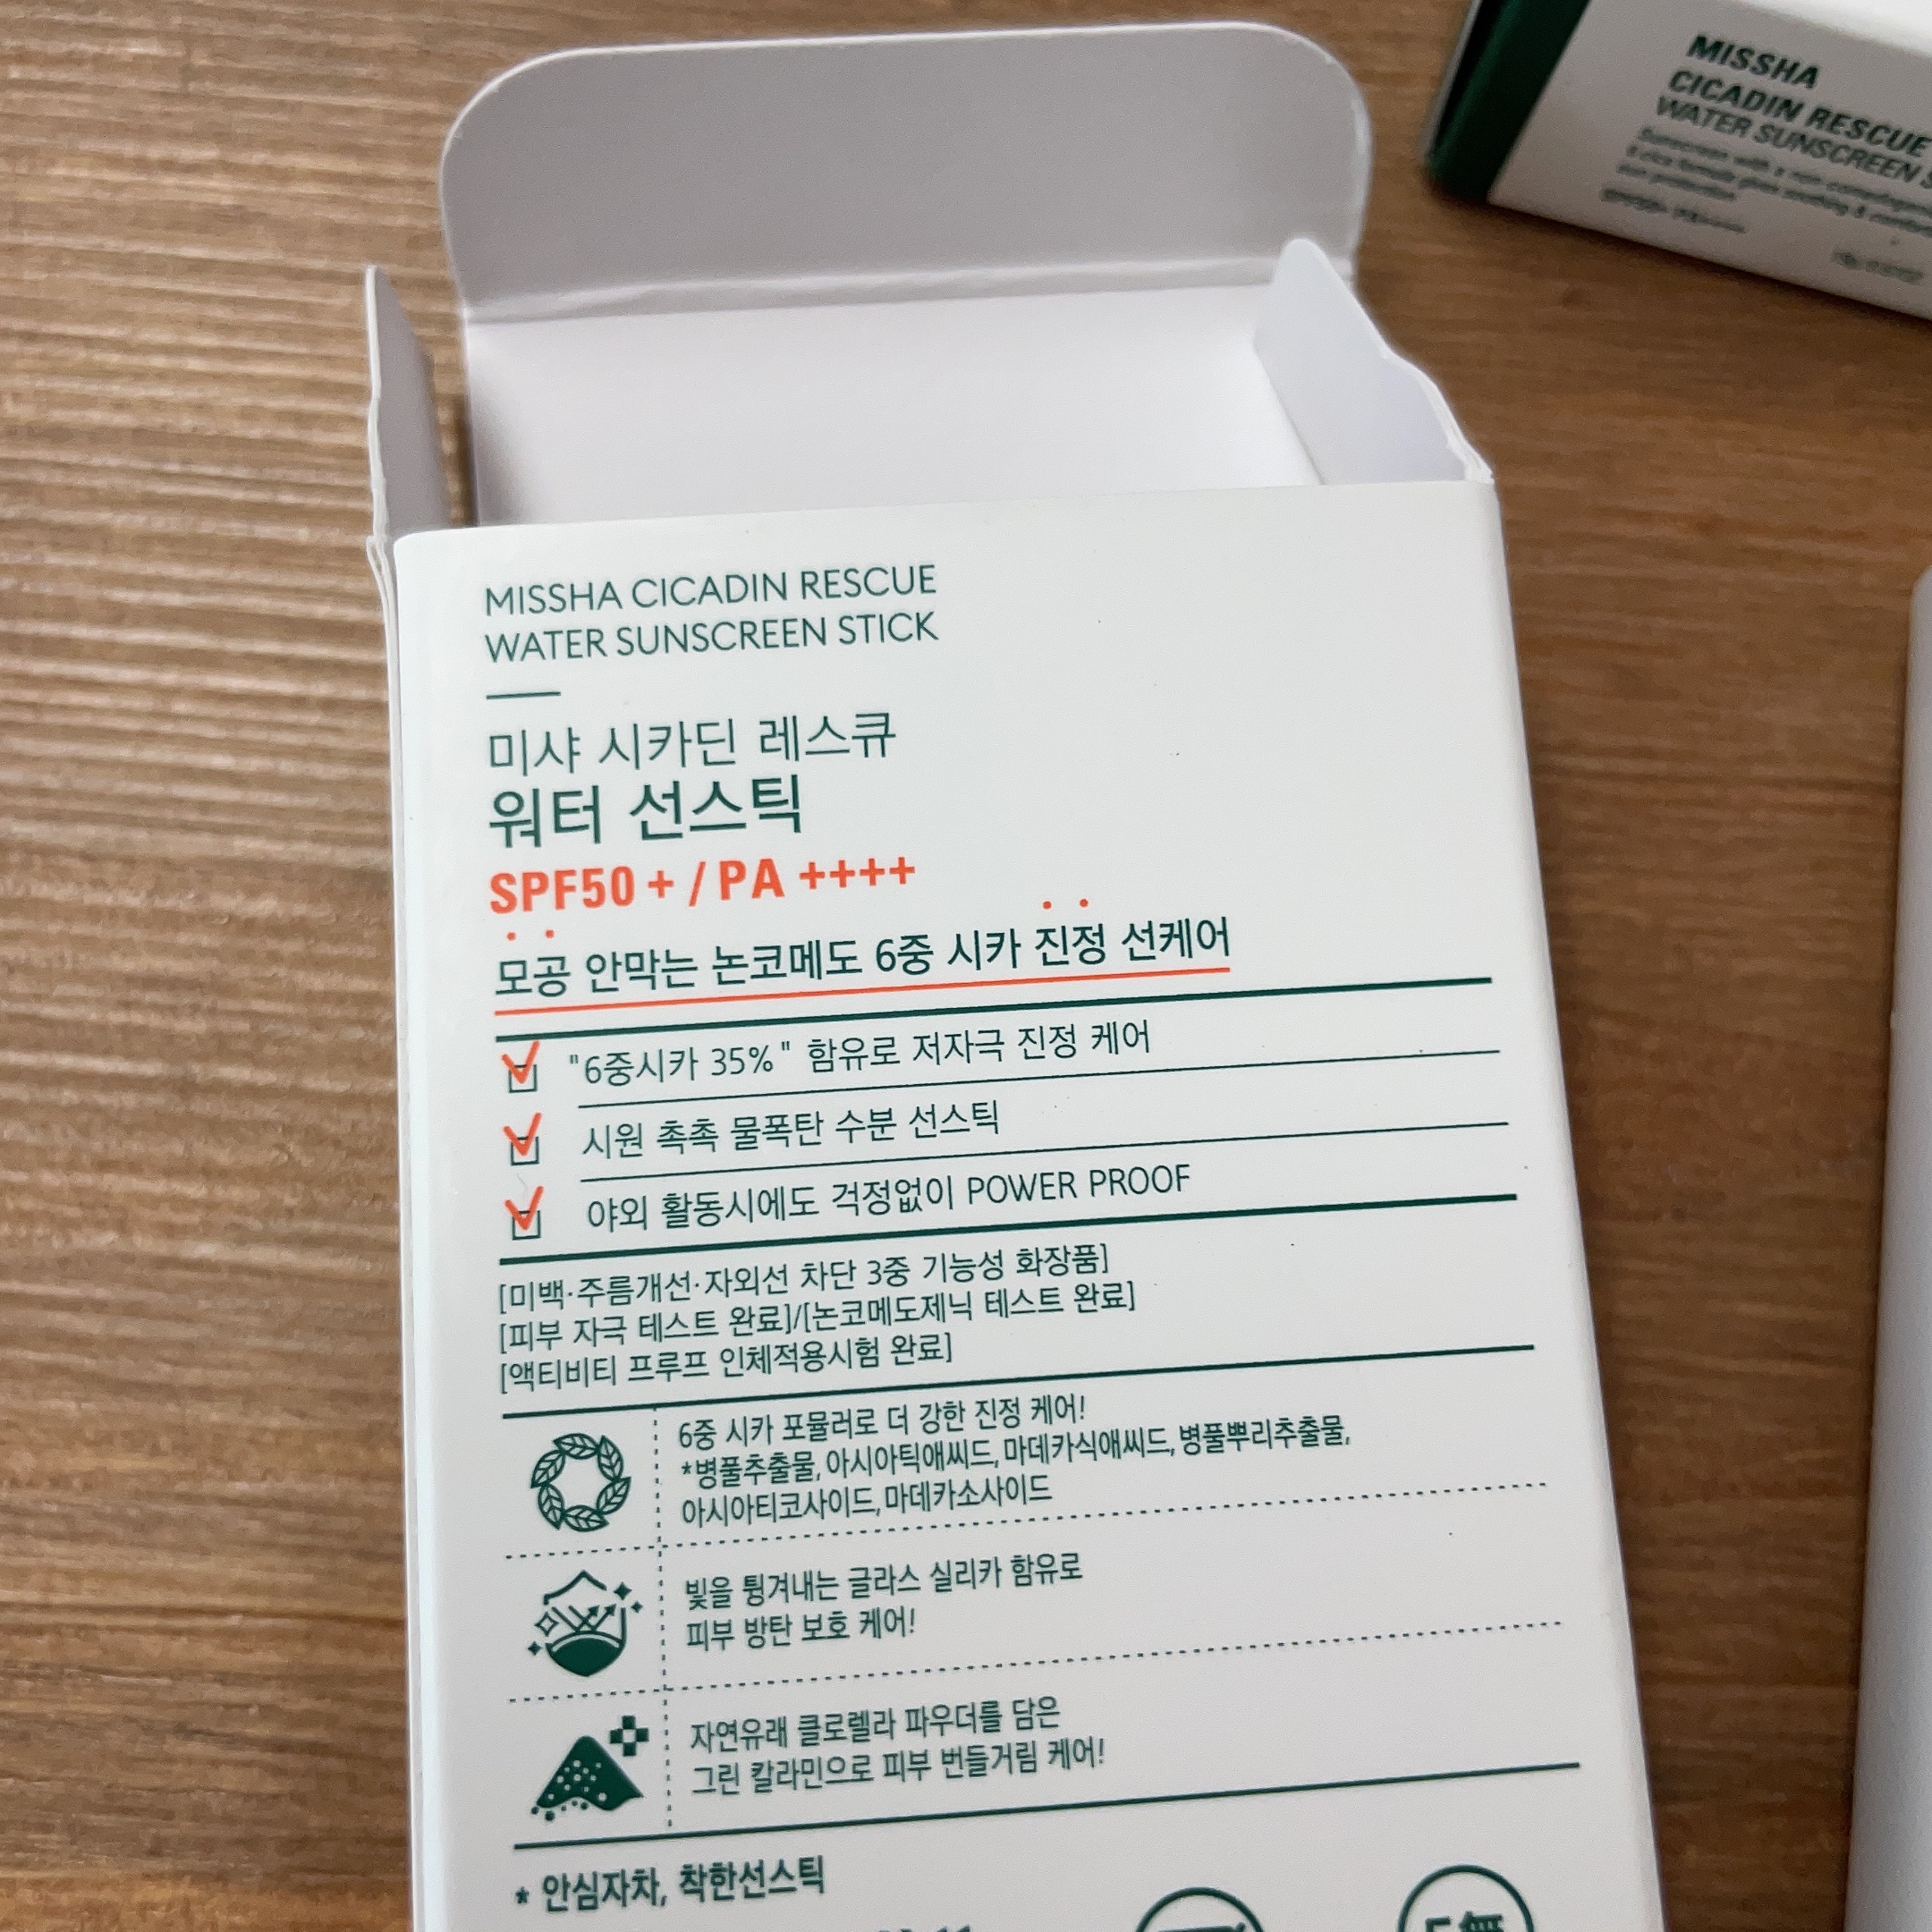 MISSHA
CICADIN RESCUE
WATER SUNSCREEN
MISSHA CICADIN RESCUE
WATER SUNSCREEN STICK
미샤 시카딘 레스큐
워터 선스틱
SPF50+ / PA ++++
모공 안막는 논코메도 6중 시카 진정 선케어
"6중시카 35%" 함유로 저자극 진정 케어
시원 촉촉 물폭탄 수분 선스틱
야외 활동시에도 걱정없이 POWER PROOF
[미백·주름개선·자외선 차단 3중 기능성 화장품]
[피부 자극 테스트 완료]/[논코메도제닉 테스트 완료]
[액티비티 프루프 인체적용시험 완료]
6중 시카 포뮬러로 더 강한 진정 케어!
*병풀추출물, 아시아틱애씨드, 마데카식애씨드, 병풀뿌리추출물,
아시아티코사이드, 마데카소사이드
빛을 튕겨내는 글라스 실리카 함유로
피부 방탄 보호 케어!
자연유래 클로렐라 파우더를 담은
그린 칼라민으로 피부 번들거림 케어!
* 안심자차, 착한선스틱